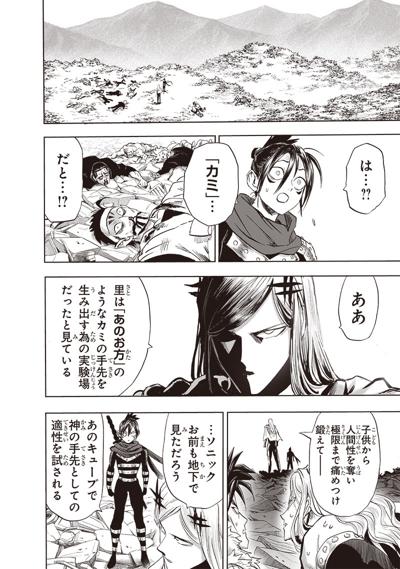 は…??
「カミ」…
だと…!?
ああ
里は「あのお方」の
ようなカミの手先を
生み出す為の実験場
だったと見ている
子供から
人間性を奪い
極限まで痛めつけ
鍛えて──
…ソニック
お前も地下で
見ただろう
あのキューブで
神の手先としての
適性を試される